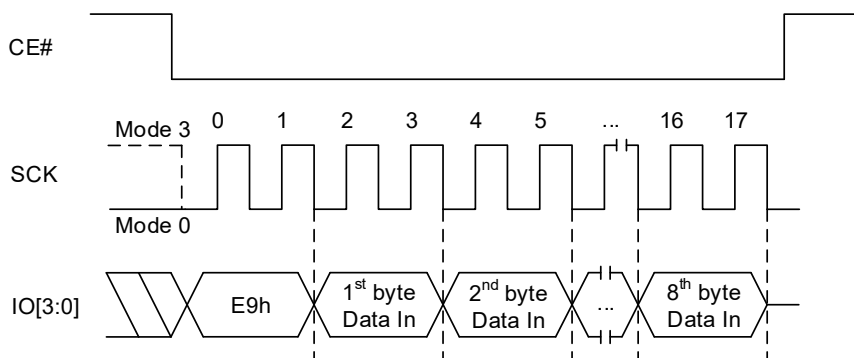 CE#
Mode 3
0 1 2 3 4 5 ... 16 17
SCK
Mode 0
IO[3:0]
E9h
1st byte
Data In
2nd byte
Data In
...
8th byte
Data In